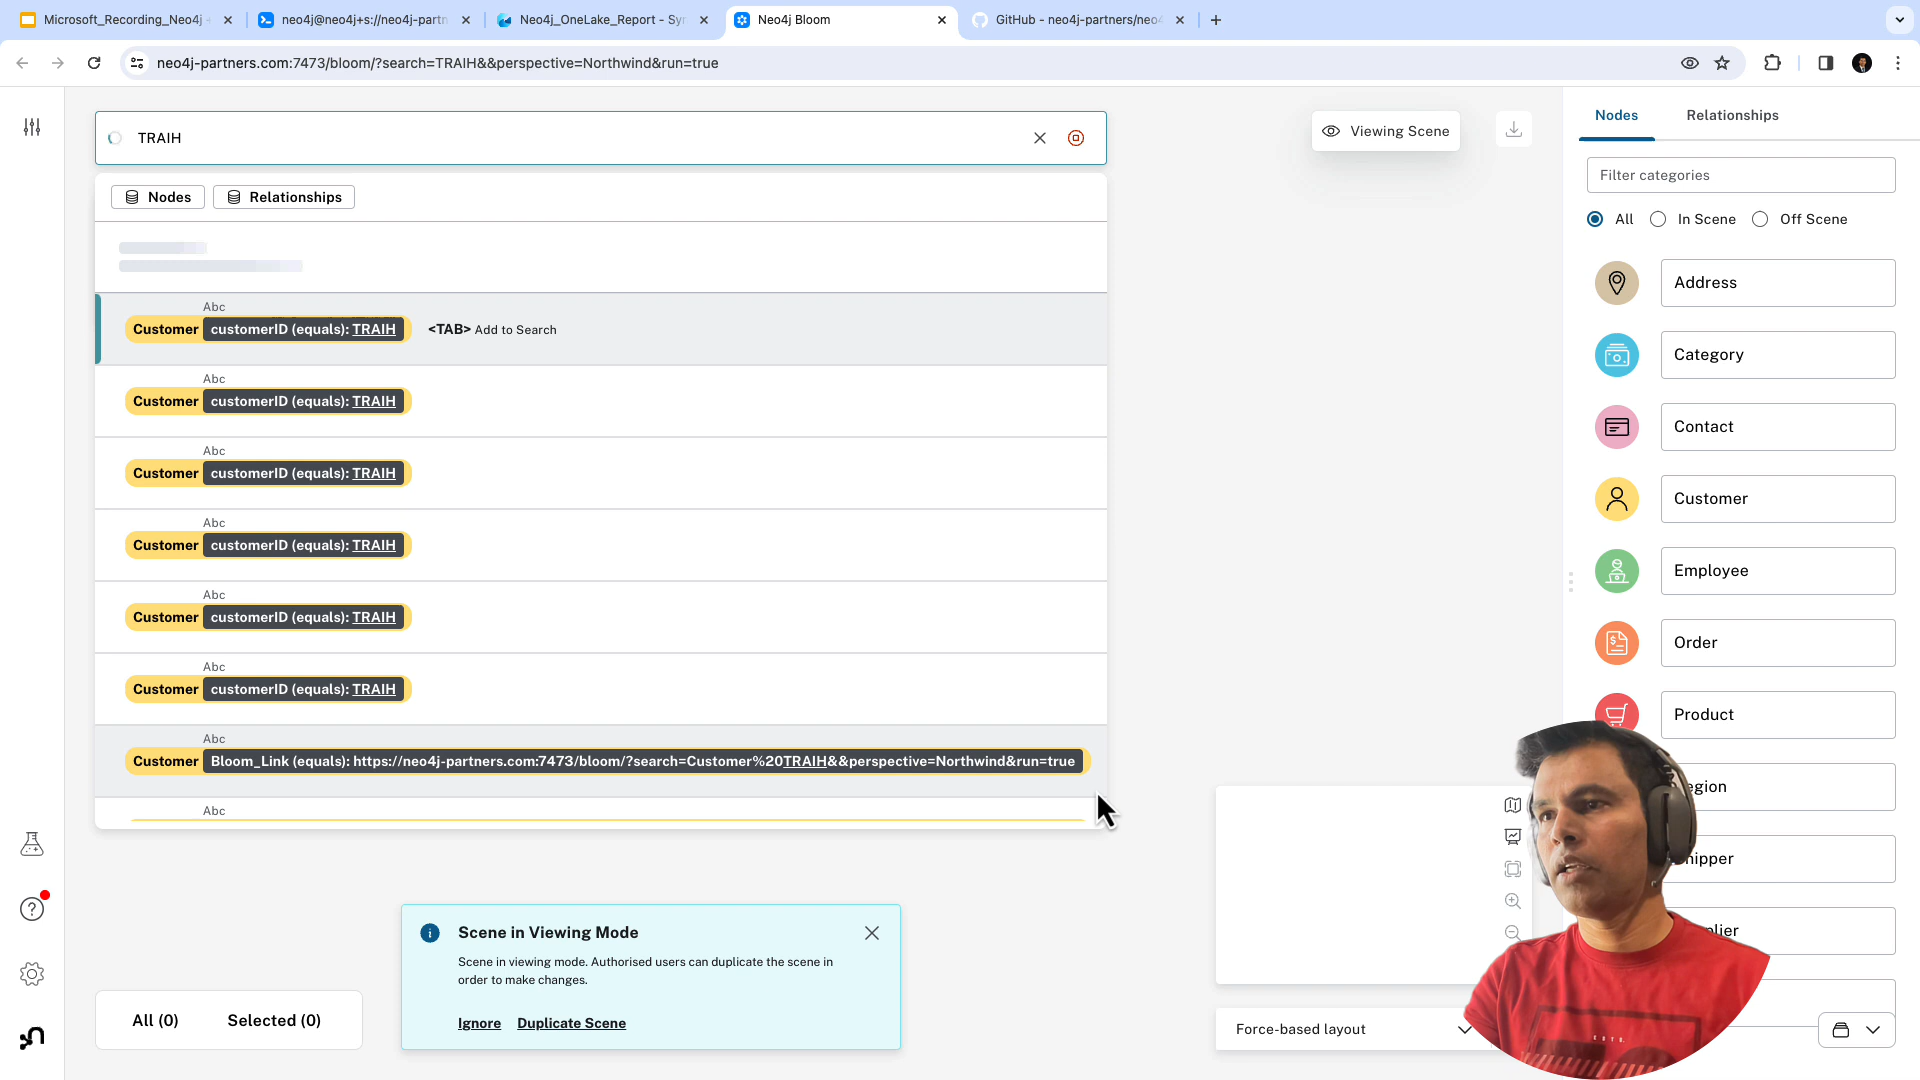 Microsoft_Recording_Neo4j
neo4j@neo4j+s://neo4j-partn
Neo4j_OneLake_Report - Syn
Neo4j Bloom
GitHub - neo4j-partners/neo4
neo4j-partners.com:7473/bloom/?search=TRAIH&&perspective=Northwind&run=true
TRAIH
Nodes
Relationships
Abc
Customer customerID (equals): TRAIH <TAB> Add to Search
Abc
Customer customerID (equals): TRAIH
Abc
Customer customerID (equals): TRAIH
Abc
Customer customerID (equals): TRAIH
Abc
Customer customerID (equals): TRAIH
Abc
Customer customerID (equals): TRAIH
Abc
Customer Bloom_Link (equals): https://neo4j-partners.com:7473/bloom/?search=Customer%20TRAIH&&perspective=Northwind&run=true
Abc
Viewing Scene
Nodes
Relationships
Filter categories
All
In Scene
Off Scene
Address
Category
Contact
Customer
Employee
Order
Product
egion
hipper
plier
Scene in Viewing Mode
Scene in viewing mode. Authorised users can duplicate the scene in
order to make changes.
Ignore
Duplicate Scene
All (0)
Selected (0)
Force-based layout